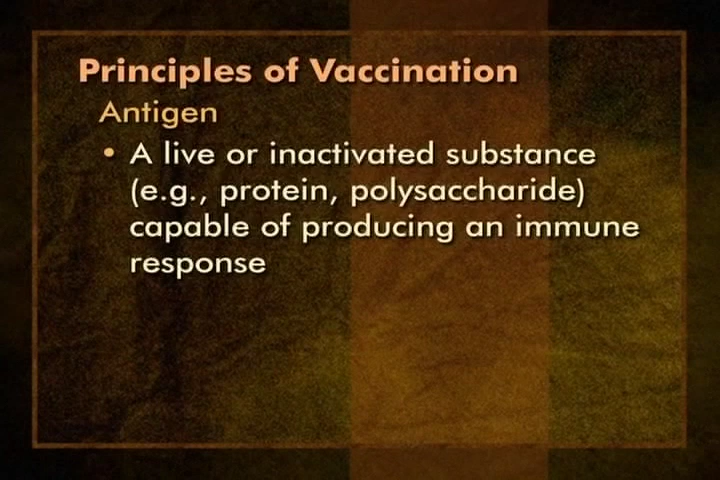 Principles of Vaccination
Antigen
• A live or inactivated substance
(e.g., protein, polysaccharide)
capable of producing an immune
response